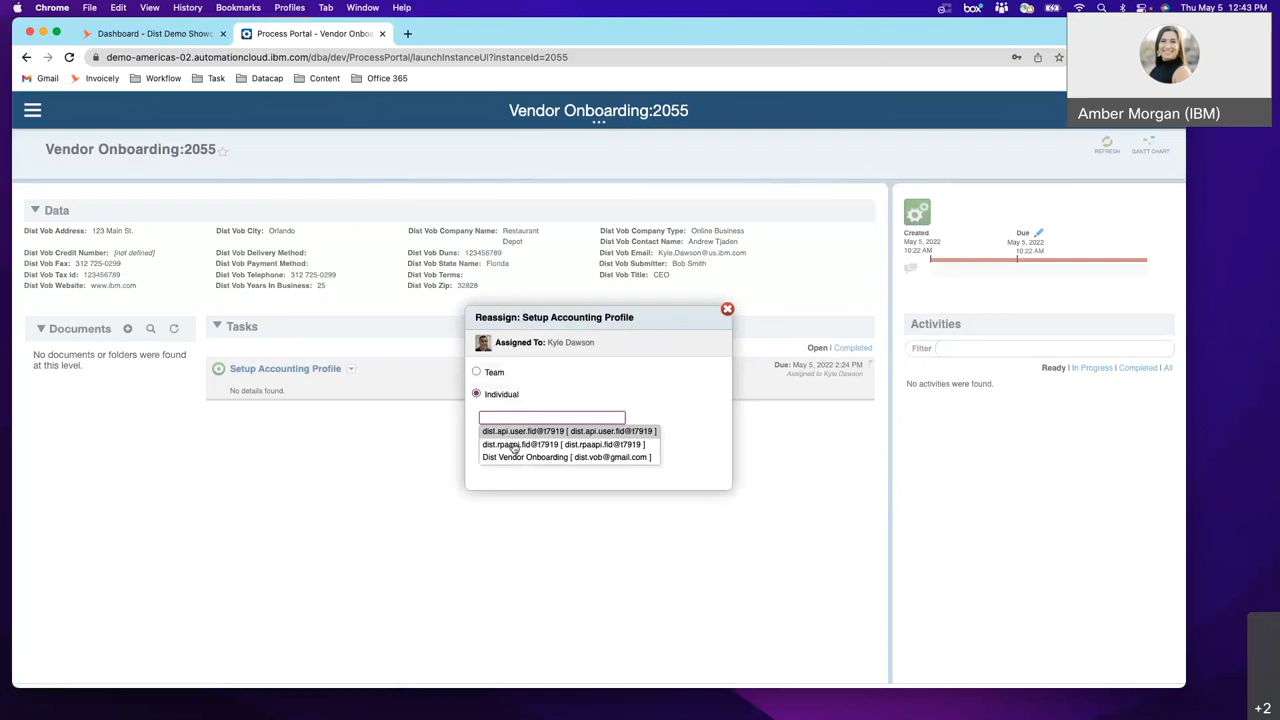 Chrome File Edit View History Bookmarks Profiles Tab Window Help
box
Thu May 5 12:43 PM
Dashboard - Dist Demo Showc
Process Portal - Vendor Onboa
demo-americas-02.automationcloud.ibm.com/dba/dev/ProcessPortal/launchInstanceUI?instanceId=2055
Gmail Invoicely Workflow Task Datacap Content Office 365
Amber Morgan (IBM)
Vendor Onboarding:2055
Vendor Onboarding:2055
REFRESH GANTT CHART
Data
Dist Vob Address: 123 Main St. Dist Vob City: Orlando Dist Vob Company Name: Restaurant Depot Dist Vob Company Type: Online Business
Dist Vob Contact Name: Andrew Tjaden
Dist Vob Credit Number: [not defined] Dist Vob Delivery Method: Dist Vob Duns: 123456789 Dist Vob Email: Kyle.Dawson@us.ibm.com
Dist Vob Fax: 312 725-0299 Dist Vob Payment Method: Dist Vob State Name: Florida Dist Vob Submitter: Bob Smith
Dist Vob Tax Id: 123456789 Dist Vob Telephone: 312 725-0299 Dist Vob Terms: Dist Vob Title: CEO
Dist Vob Website: www.ibm.com Dist Vob Years In Business: 25 Dist Vob Zip: 32828
Created
May 5, 2022
10:22 AM
Due
May 5, 2022
10:22 AM
Documents
No documents or folders were found
at this level.
Tasks
Open | Completed
Setup Accounting Profile
No details found.
Due: May 5, 2022 2:24 PM
Assigned to Kyle Dawson
Reassign: Setup Accounting Profile
Assigned To: Kyle Dawson
Team
Individual
dist.api.user.fid@t7919 [ dist.api.user.fid@t7919 ]
dist.rpaapi.fid@t7919 [ dist.rpaapi.fid@t7919 ]
Dist Vendor Onboarding [ dist.vob@gmail.com ]
Activities
Filter
Ready | In Progress | Completed | All
No activities were found.
+2